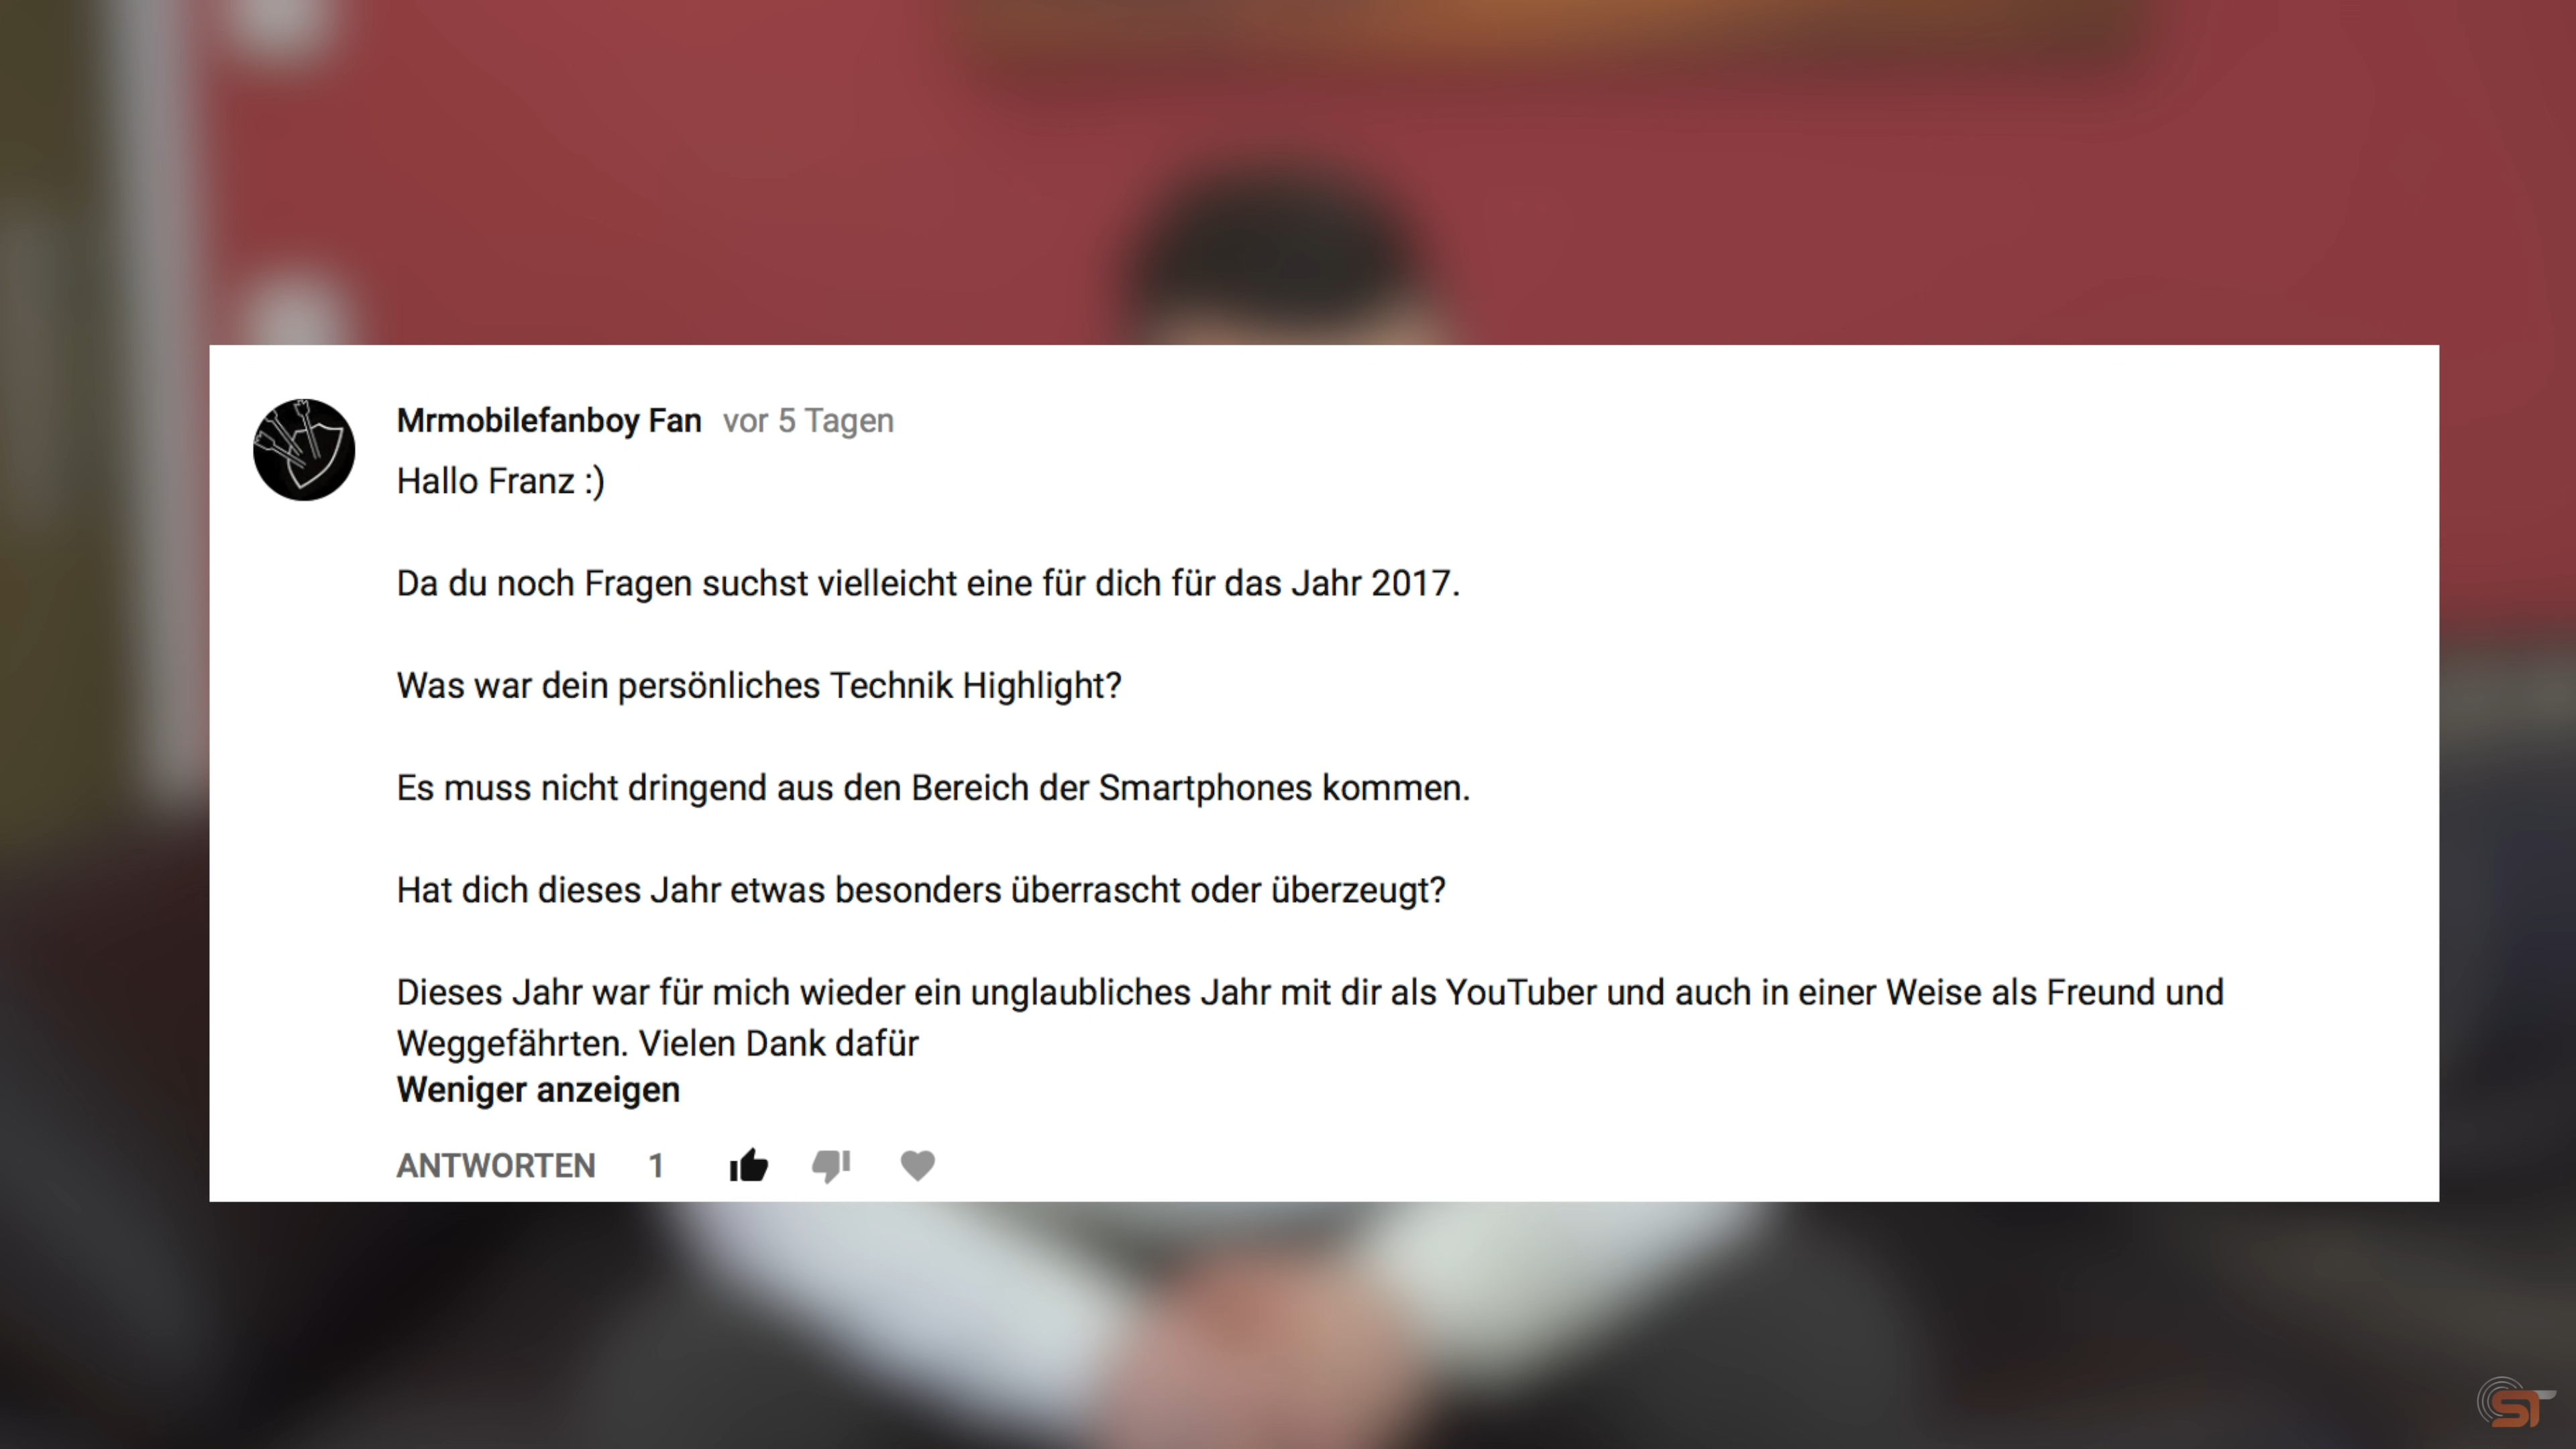 Mrmobilefanboy Fan vor 5 Tagen
Hallo Franz :)
Da du noch Fragen suchst vielleicht eine für dich für das Jahr 2017.
Was war dein persönliches Technik Highlight?
Es muss nicht dringend aus den Bereich der Smartphones kommen.
Hat dich dieses Jahr etwas besonders überrascht oder überzeugt?
Dieses Jahr war für mich wieder ein unglaubliches Jahr mit dir als YouTuber und auch in einer Weise als Freund und
Weggefährten. Vielen Dank dafür
Weniger anzeigen
ANTWORTEN 1
ST